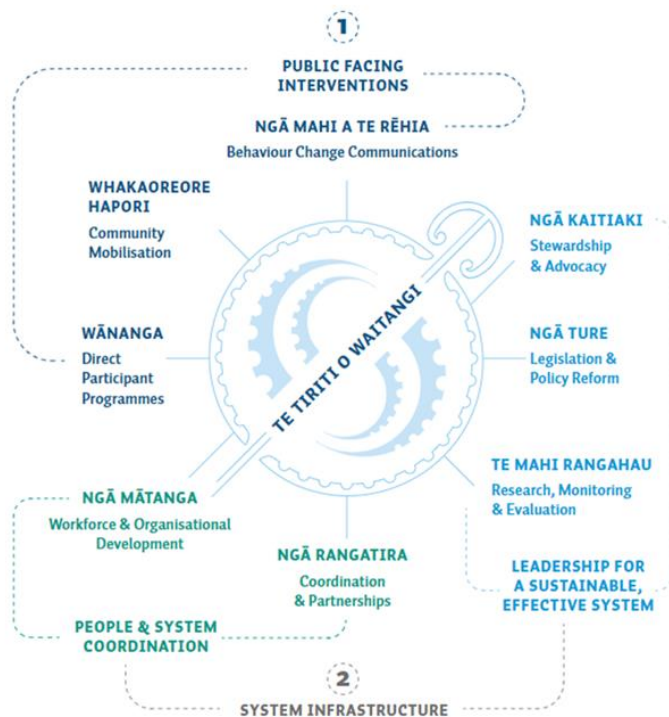 1
PUBLIC FACING
INTERVENTIONS
NGĀ MAHI A TE RĒHIA
Behaviour Change Communications
WHAKAOREORE
HAPORI
Community
Mobilisation
WĀNANGA
Direct
Participant
Programmes
TE TIRITI O WAITANGI
NGĀ KAITIAKI
Stewardship
& Advocacy
NGĀ TURE
Legislation &
Policy Reform
TE MAHI RANGAHAU
Research, Monitoring
& Evaluation
NGĀ MĀTANGA
Workforce & Organisational
Development
NGĀ RANGATIRA
Coordination
& Partnerships
LEADERSHIP FOR
A SUSTAINABLE,
EFFECTIVE SYSTEM
PEOPLE & SYSTEM
COORDINATION
2
SYSTEM INFRASTRUCTURE